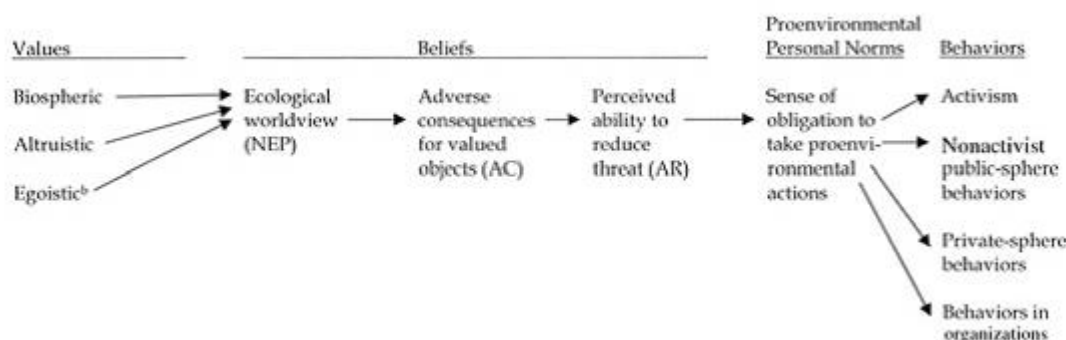 Values
Beliefs
Proenvironmental
Personal Norms
Behaviors
Biospheric
Altruistic
Egoisticᵇ
Ecological
worldview
(NEP)
Adverse
consequences
for valued
objects (AC)
Perceived
ability to
reduce
threat (AR)
Sense of
obligation to
take proenvi-
ronmental
actions
Activism
Nonactivist
public-sphere
behaviors
Private-sphere
behaviors
Behaviors in
organizations